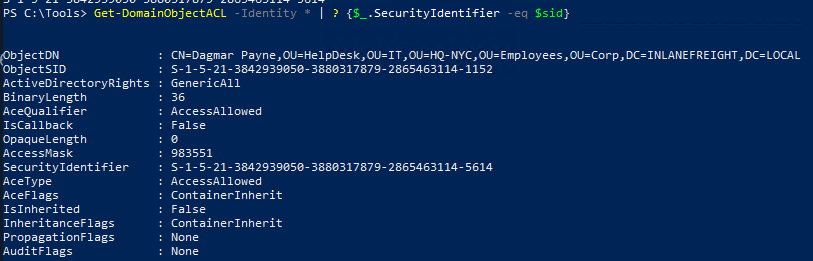 PS C:\Tools> Get-DomainObjectACL -Identity * | ? {$_.SecurityIdentifier -eq $sid}
ObjectDN : CN=Dagmar Payne,OU=HelpDesk,OU=IT,OU=HQ-NYC,OU=Employees,OU=Corp,DC=INLANEFREIGHT,DC=LOCAL
ObjectSID : S-1-5-21-3842939050-3880317879-2865463114-1152
ActiveDirectoryRights : GenericAll
BinaryLength : 36
AceQualifier : AccessAllowed
IsCallback : False
OpaqueLength : 0
AccessMask : 983551
SecurityIdentifier : S-1-5-21-3842939050-3880317879-2865463114-5614
AceType : AccessAllowed
AceFlags : ContainerInherit
IsInherited : False
InheritanceFlags : ContainerInherit
PropagationFlags : None
AuditFlags : None